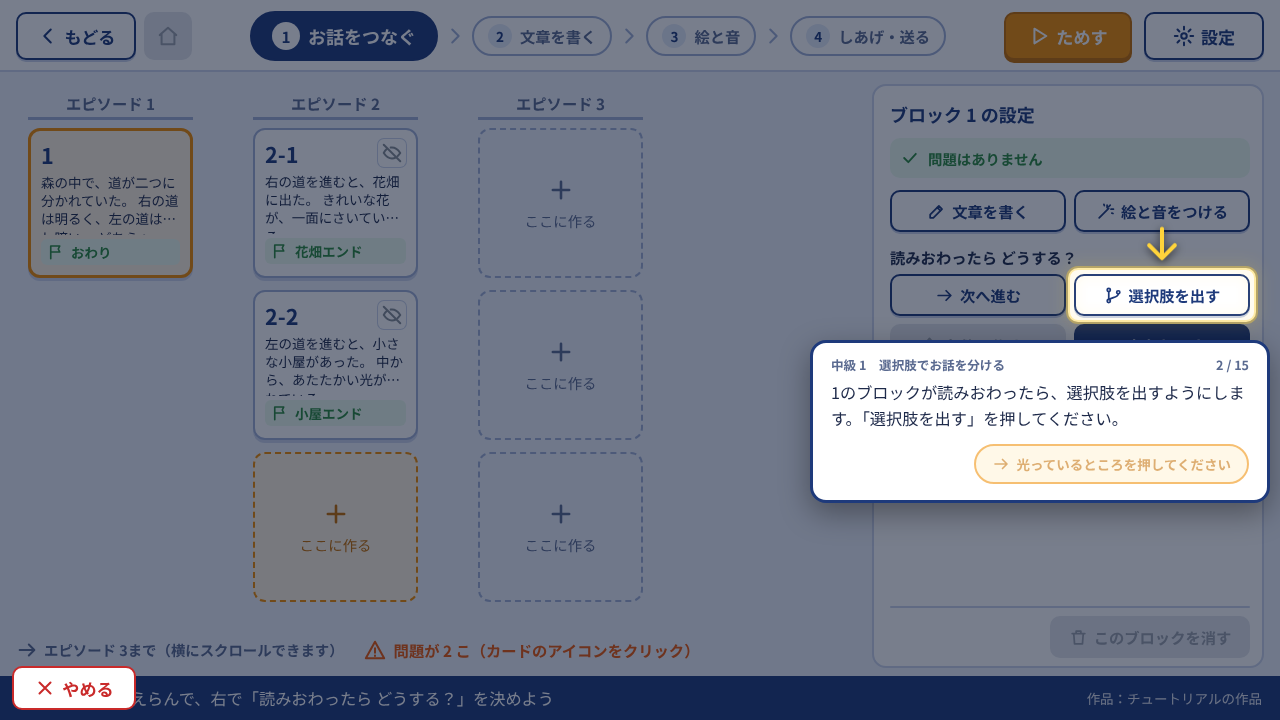 もどる
1 お話をつなぐ
2 文章を書く
3 絵と音
4 しあげ・送る
ためす
設定
エピソード 1
エピソード 2
エピソード 3
1
森の中で、道が二つに
分かれていた。 右の道
は明るく、左の道は…
おわり
2-1
右の道を進むと、花畑
に出た。 きれいな花
が、一面にさいてい…
花畑エンド
2-2
左の道を進むと、小さ
な小屋があった。 中か
ら、あたたかい光が…
小屋エンド
ここに作る
ここに作る
ここに作る
ここに作る
ブロック 1 の設定
問題はありません
文章を書く
絵と音をつける
読みおわったら どうする？
次へ進む
選択肢を出す
中級 1 選択肢でお話を分ける
2 / 15
1のブロックが読みおわったら、選択肢を出すようにしま
す。「選択肢を出す」を押してください。
光っているところを押してください
このブロックを消す
エピソード 3まで（横にスクロールできます）
問題が 2 こ（カードのアイコンをクリック）
やめる
えらんで、右で「読みおわったら どうする？」を決めよう
作品：チュートリアルの作品